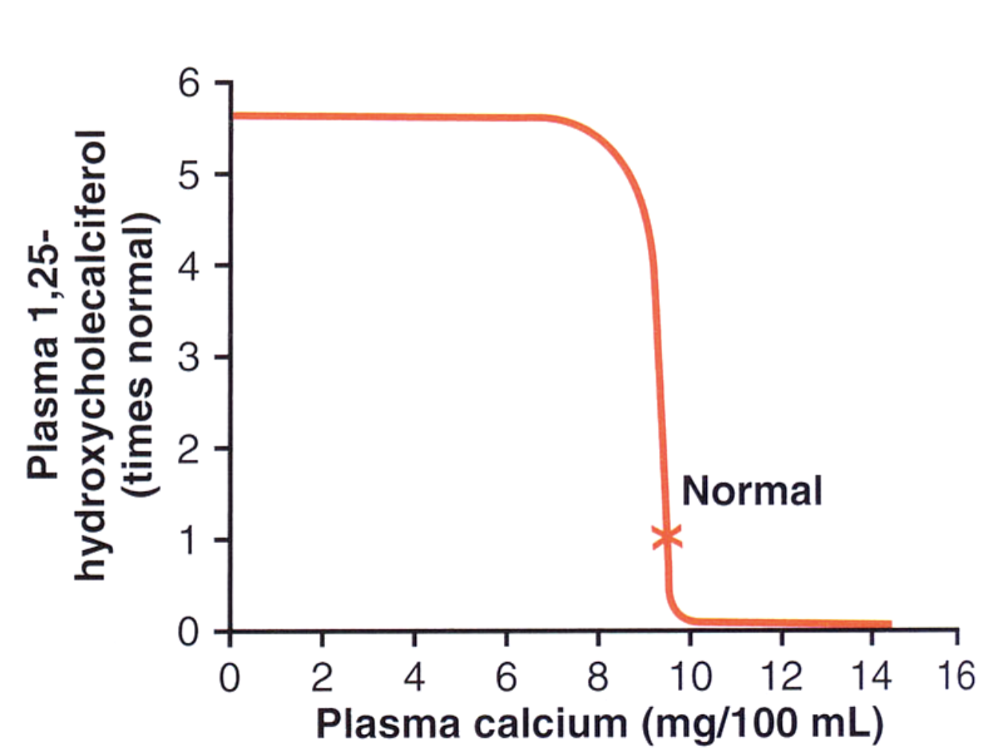 Plasma 1,25-
hydroxycholecalciferol
(times normal)
6
5
4
3
2
1
0
Normal
0 2 4 6 8 10 12 14 16
Plasma calcium (mg/100 mL)